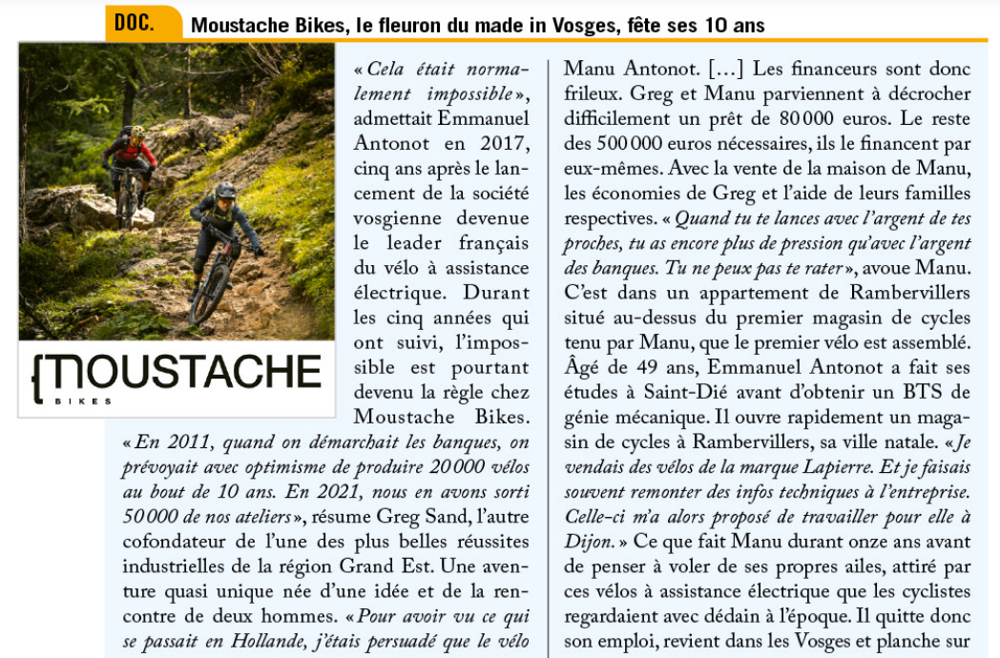 DOC.
Moustache Bikes, le fleuron du made in Vosges, fête ses 10 ans
MOUSTACHE
BIKES
« Cela était norma-
lement impossible »,
admettait Emmanuel
Antonot en 2017,
cinq ans après le lan-
cement de la société
vosgienne devenue
le leader français
du vélo à assistance
électrique. Durant
les cinq années qui
ont suivi, l’impos-
sible est pourtant
devenu la règle chez
Moustache Bikes.
« En 2011, quand on démarchait les banques, on
prévoyait avec optimisme de produire 20 000 vélos
au bout de 10 ans. En 2021, nous en avons sorti
50 000 de nos ateliers », résume Greg Sand, l’autre
cofondateur de l’une des plus belles réussites
industrielles de la région Grand Est. Une aven-
ture quasi unique née d’une idée et de la ren-
contre de deux hommes. « Pour avoir vu ce qui
se passait en Hollande, j’étais persuadé que le vélo
Manu Antonot. […] Les financeurs sont donc
frileux. Greg et Manu parviennent à décrocher
difficilement un prêt de 80 000 euros. Le reste
des 500 000 euros nécessaires, ils le financent par
eux-mêmes. Avec la vente de la maison de Manu,
les économies de Greg et l’aide de leurs familles
respectives. « Quand tu te lances avec l’argent de tes
proches, tu as encore plus de pression qu’avec l’argent
des banques. Tu ne peux pas te rater », avoue Manu.
C’est dans un appartement de Rambervillers
situé au-dessus du premier magasin de cycles
tenu par Manu, que le premier vélo est assemblé.
Âgé de 49 ans, Emmanuel Antonot a fait ses
études à Saint-Dié avant d’obtenir un BTS de
génie mécanique. Il ouvre rapidement un maga-
sin de cycles à Rambervillers, sa ville natale. « Je
vendais des vélos de la marque Lapierre. Et je faisais
souvent remonter des infos techniques à l’entreprise.
Celle-ci m’a alors proposé de travailler pour elle à
Dijon. » Ce que fait Manu durant onze ans avant
de penser à voler de ses propres ailes, attiré par
ces vélos à assistance électrique que les cyclistes
regardaient avec dédain à l’époque. Il quitte donc
son emploi, revient dans les Vosges et planche sur